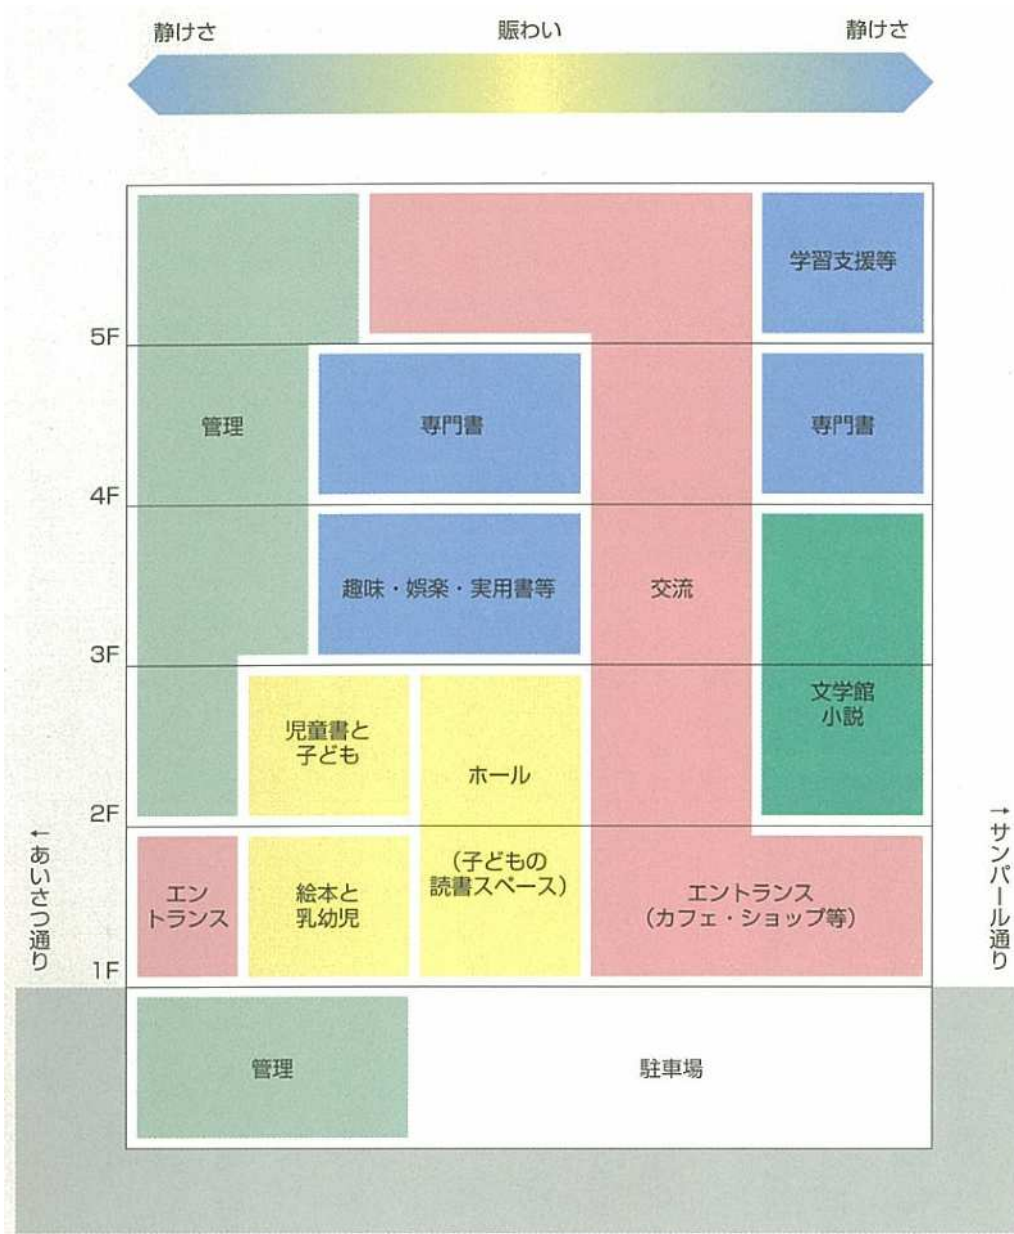 静けさ
賑わい
静けさ
学習支援等
5F
管理
専門書
専門書
4F
趣味・娯楽・実用書等
交流
3F
文学館
小説
児童書と
子ども
ホール
2F
エン
トランス
絵本と
乳幼児
(子どもの
読書スペース)
エントランス
(カフェ・ショップ等)
1F
←あいさつ通り
→サンパール通り
管理
駐車場